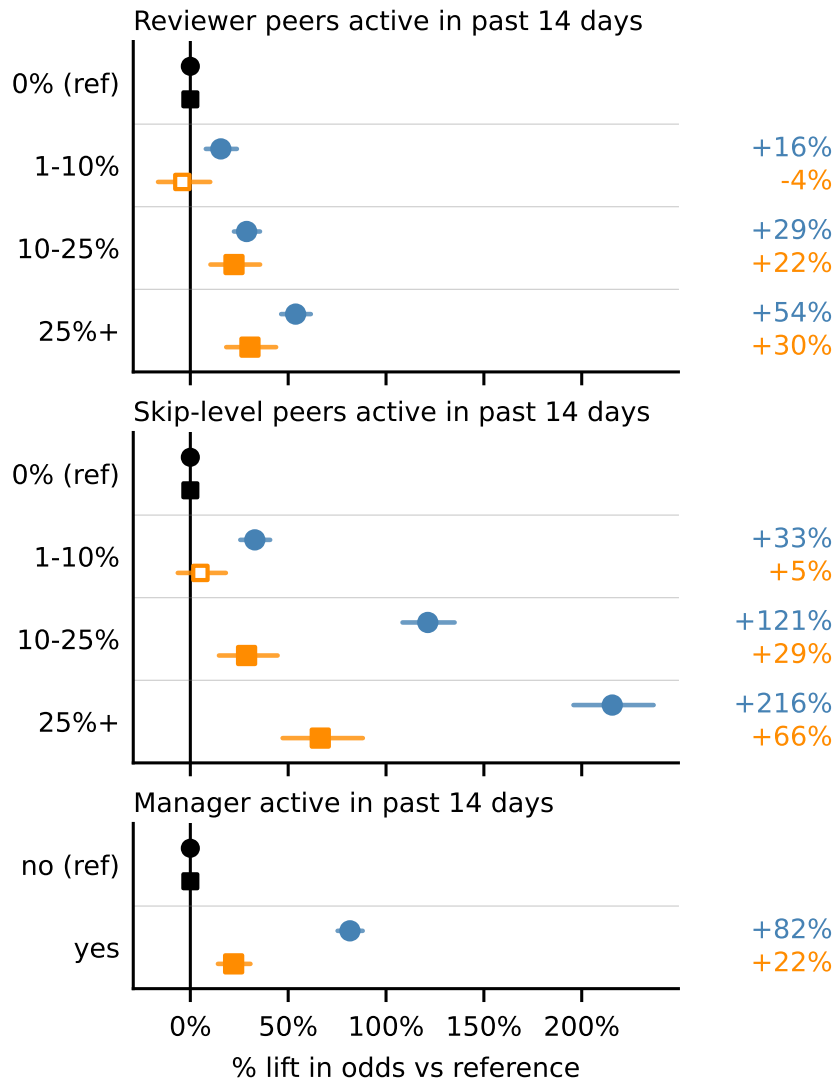 Reviewer peers active in past 14 days
0% (ref)
1-10%
+16%
-4%
10-25%
+29%
+22%
25%+
+54%
+30%
Skip-level peers active in past 14 days
0% (ref)
1-10%
+33%
+5%
10-25%
+121%
+29%
25%+
+216%
+66%
Manager active in past 14 days
no (ref)
yes
+82%
+22%
0% 50% 100% 150% 200%
% lift in odds vs reference